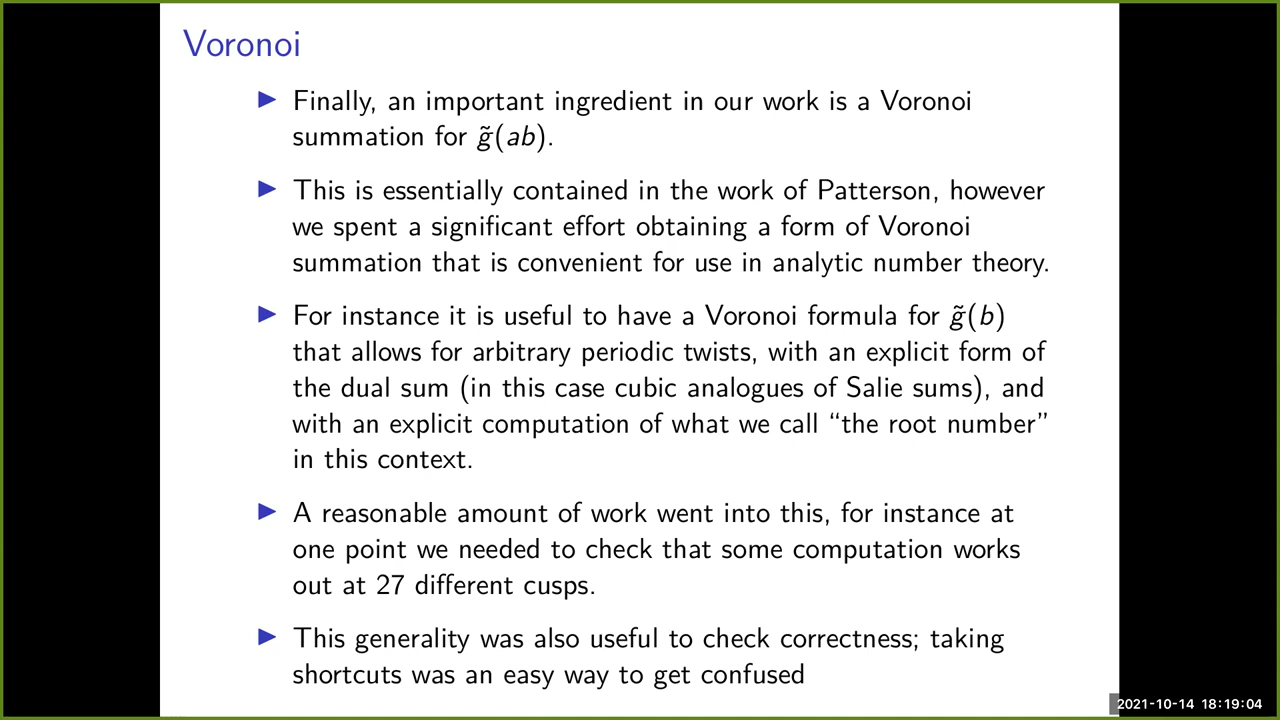 Voronoi
▶ Finally, an important ingredient in our work is a Voronoi
summation for g̃(ab).
▶ This is essentially contained in the work of Patterson, however
we spent a significant effort obtaining a form of Voronoi
summation that is convenient for use in analytic number theory.
▶ For instance it is useful to have a Voronoi formula for g̃(b)
that allows for arbitrary periodic twists, with an explicit form of
the dual sum (in this case cubic analogues of Salie sums), and
with an explicit computation of what we call “the root number”
in this context.
▶ A reasonable amount of work went into this, for instance at
one point we needed to check that some computation works
out at 27 different cusps.
▶ This generality was also useful to check correctness; taking
shortcuts was an easy way to get confused
2021-10-14 18:19:04